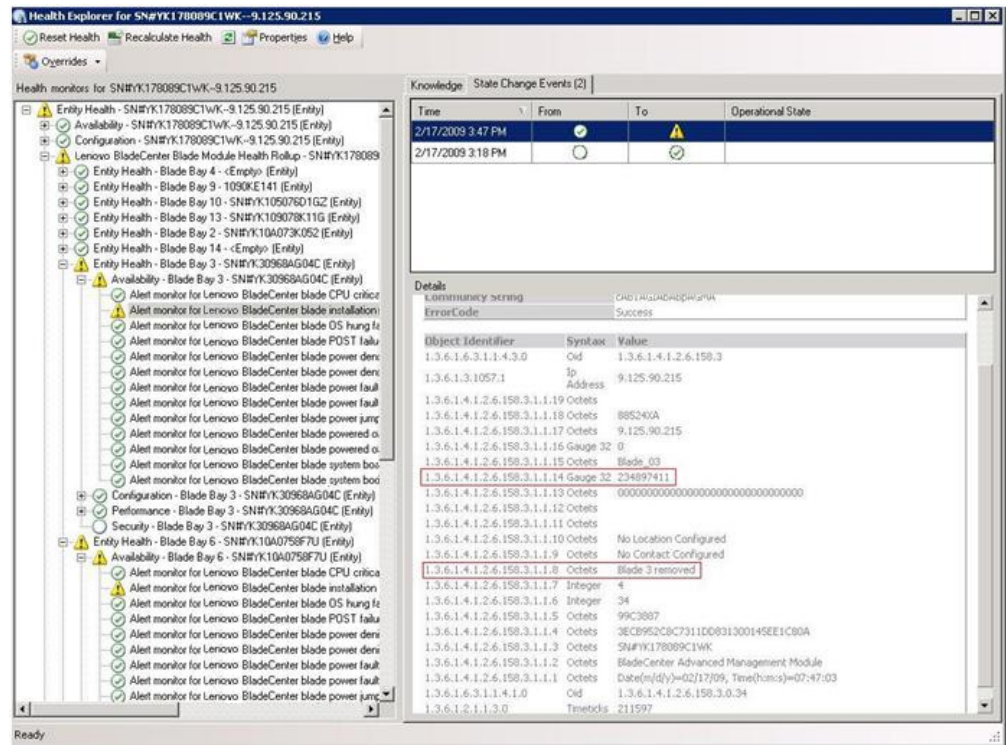 Health Explorer for SN#YK178089C1WK--9.125.90.215
Reset Health Recalculate Health Properties Help
Overrides
Health monitors for SN#YK178089C1WK--9.125.90.215
Entity Health - SN#YK178089C1WK--9.125.90.215 (Entity)
Availability - SN#YK178089C1WK--9.125.90.215 (Entity)
Configuration - SN#YK178089C1WK--9.125.90.215 (Entity)
Lenovo BladeCenter Blade Module Health Rollup - SN#YK178089
Entity Health - Blade Bay 4 - <Empty> (Entity)
Entity Health - Blade Bay 9 - 1090KE141 (Entity)
Entity Health - Blade Bay 10 - SN#YK105076D1GZ (Entity)
Entity Health - Blade Bay 13 - SN#YK109078K11G (Entity)
Entity Health - Blade Bay 2 - SN#YK10A073K052 (Entity)
Entity Health - Blade Bay 14 - <Empty> (Entity)
Entity Health - Blade Bay 3 - SN#YK30968AG04C (Entity)
Availability - Blade Bay 3 - SN#YK30968AG04C (Entity)
Alert monitor for Lenovo BladeCenter blade CPU critica
Alert monitor for Lenovo BladeCenter blade installation
Alert monitor for Lenovo BladeCenter blade OS hung fa
Alert monitor for Lenovo BladeCenter blade POST failu
Alert monitor for Lenovo BladeCenter blade power deni
Alert monitor for Lenovo BladeCenter blade power deni
Alert monitor for Lenovo BladeCenter blade power fault
Alert monitor for Lenovo BladeCenter blade power fault
Alert monitor for Lenovo BladeCenter blade power jump
Alert monitor for Lenovo BladeCenter blade powered o
Alert monitor for Lenovo BladeCenter blade powered o
Alert monitor for Lenovo BladeCenter blade system boa
Alert monitor for Lenovo BladeCenter blade system boo
Configuration - Blade Bay 3 - SN#YK30968AG04C (Entity)
Performance - Blade Bay 3 - SN#YK30968AG04C (Entity)
Security - Blade Bay 3 - SN#YK30968AG04C (Entity)
Entity Health - Blade Bay 6 - SN#YK10A0758F7U (Entity)
Availability - Blade Bay 6 - SN#YK10A0758F7U (Entity)
Alert monitor for Lenovo BladeCenter blade CPU critica
Alert monitor for Lenovo BladeCenter blade installation
Alert monitor for Lenovo BladeCenter blade OS hung fa
Alert monitor for Lenovo BladeCenter blade POST failu
Alert monitor for Lenovo BladeCenter blade power deni
Alert monitor for Lenovo BladeCenter blade power deni
Alert monitor for Lenovo BladeCenter blade power fault
Alert monitor for Lenovo BladeCenter blade power fault
Alert monitor for Lenovo BladeCenter blade power jump
Knowledge State Change Events (2)
Time From To Operational State
2/17/2009 3:47 PM
2/17/2009 3:18 PM
Details
Community String
ErrorCode Success
Object Identifier Syntax Value
1.3.6.1.6.3.1.1.4.3.0 Oid 1.3.6.1.4.1.2.6.158.3
1.3.6.1.3.1057.1 Ip Address 9.125.90.215
1.3.6.1.4.1.2.6.158.3.1.1.19 Octets
1.3.6.1.4.1.2.6.158.3.1.1.18 Octets 88524XA
1.3.6.1.4.1.2.6.158.3.1.1.17 Octets 9.125.90.215
1.3.6.1.4.1.2.6.158.3.1.1.16 Gauge 32 0
1.3.6.1.4.1.2.6.158.3.1.1.15 Octets Blade_03
1.3.6.1.4.1.2.6.158.3.1.1.14 Gauge 32 234897411
1.3.6.1.4.1.2.6.158.3.1.1.13 Octets 00000000000000000000000000000000
1.3.6.1.4.1.2.6.158.3.1.1.12 Octets
1.3.6.1.4.1.2.6.158.3.1.1.11 Octets
1.3.6.1.4.1.2.6.158.3.1.1.10 Octets No Location Configured
1.3.6.1.4.1.2.6.158.3.1.1.9 Octets No Contact Configured
1.3.6.1.4.1.2.6.158.3.1.1.8 Octets Blade 3 removed
1.3.6.1.4.1.2.6.158.3.1.1.7 Integer 4
1.3.6.1.4.1.2.6.158.3.1.1.6 Integer 34
1.3.6.1.4.1.2.6.158.3.1.1.5 Octets 99C3887
1.3.6.1.4.1.2.6.158.3.1.1.4 Octets 3ECB952C8C7311DD831300145EE1C80A
1.3.6.1.4.1.2.6.158.3.1.1.3 Octets SN#YK178089C1WK
1.3.6.1.4.1.2.6.158.3.1.1.2 Octets BladeCenter Advanced Management Module
1.3.6.1.4.1.2.6.158.3.1.1.1 Octets Date(m/d/y)=02/17/09, Time(h:m:s)=07:47:03
1.3.6.1.6.3.1.1.4.1.0 Oid 1.3.6.1.4.1.2.6.158.3.0.34
1.3.6.1.2.1.1.3.0 Timeticks 211597
Ready